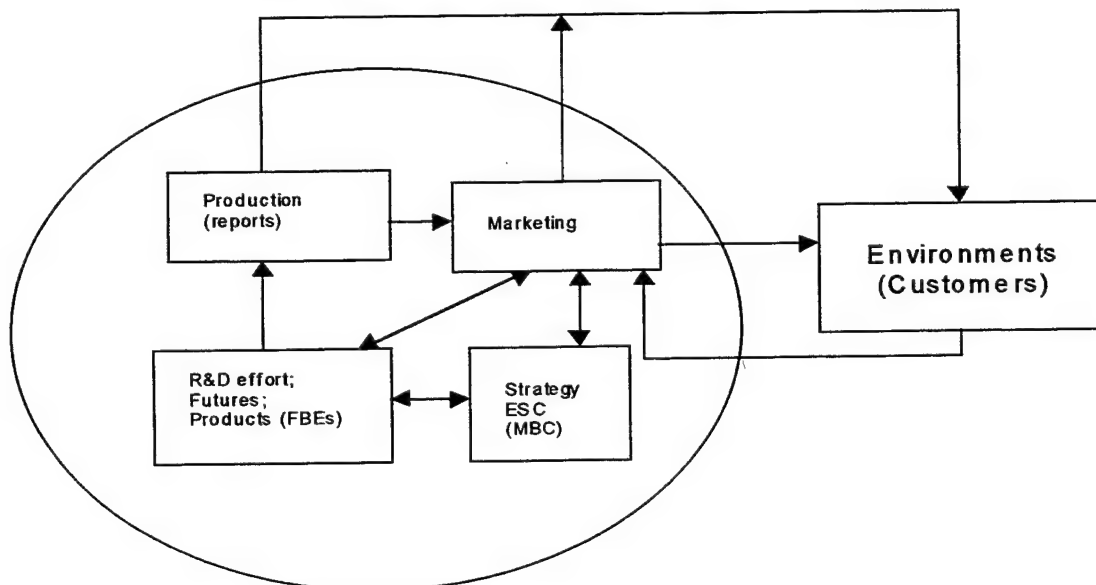 Production
(reports)
Marketing
Environments
(Customers)
R&D effort;
Futures;
Products (FBEs)
Strategy
ESC
(MBC)